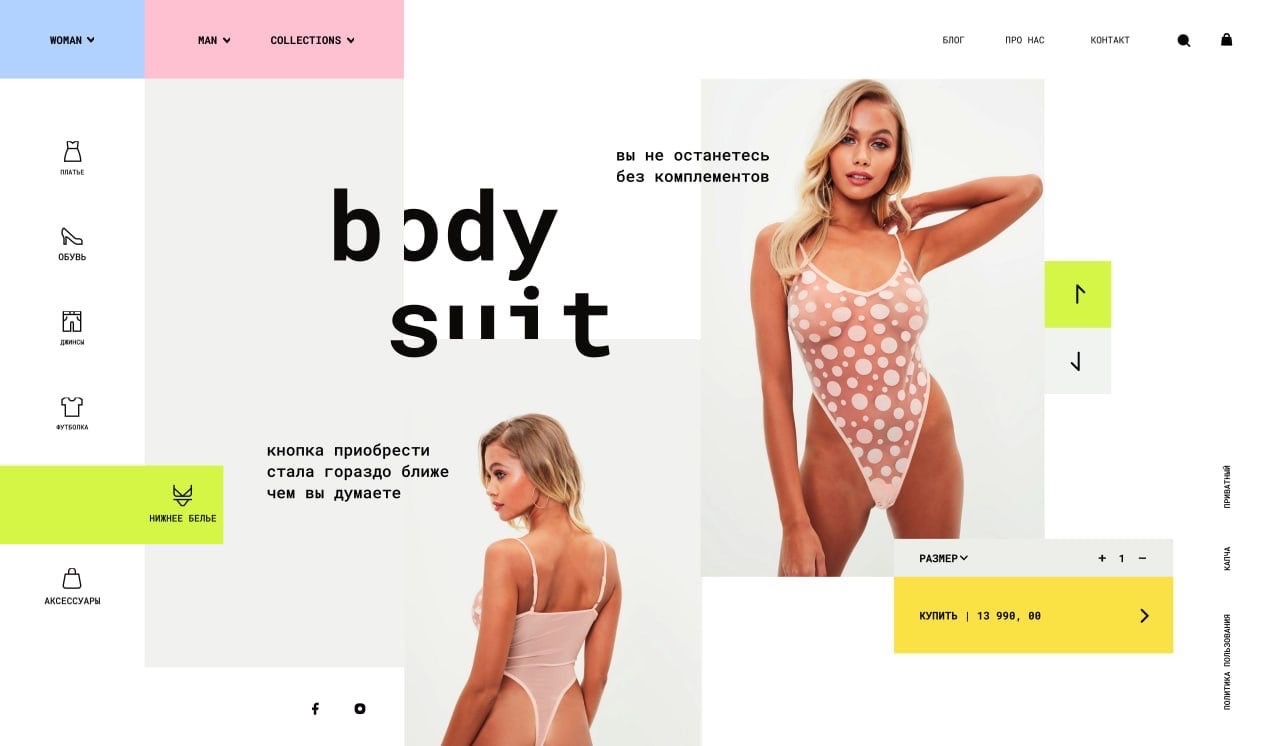 WOMAN
MAN
COLLECTIONS
БЛОГ
ПРО НАС
КОНТАКТ
ПЛАТЬЕ
ОБУВЬ
ДЖИНСЫ
ФУТБОЛКА
НИЖНЕЕ БЕЛЬЕ
АКСЕССУАРЫ
вы не останетесь
без комплементов
body
suit
кнопка приобрести
стала гораздо ближе
чем вы думаете
РАЗМЕР
+ 1 −
КУПИТЬ | 13 990, 00
ПРИВАТНЫЙ
КАПЧА
ПОЛИТИКА ПОЛЬЗОВАНИЯ